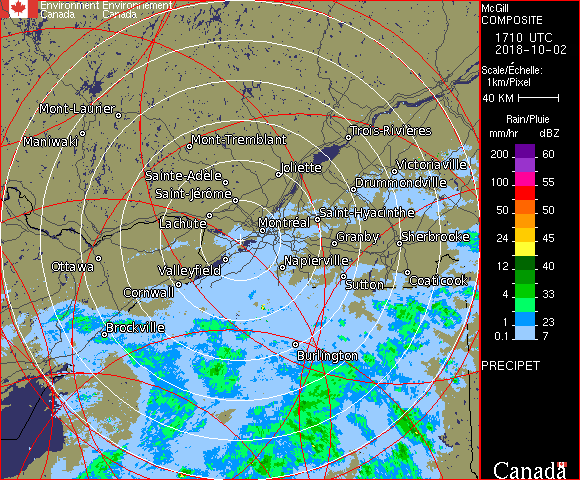 Environment Environnement
Canada Canada
McGill
COMPOSITE
1710 UTC
2018-10-02
Scale/Échelle:
1km/Pixel
40 KM
Rain/Pluie
mm/hr dBZ
200 60
100 55
50 50
24 45
12 40
4 33
1 23
0.1 7
PRECIPET
Canada
Mont-Laurier
Maniwaki
Mont-Tremblant
Trois-Rivières
Victoriaville
Joliette
Drummondville
Sainte-Adèle
Saint-Jérôme
Lachute
Montréal
Saint-Hyacinthe
Granby
Sherbrooke
Ottawa
Valleyfield
Napierville
Sutton
Coaticook
Cornwall
Brockville
Burlington